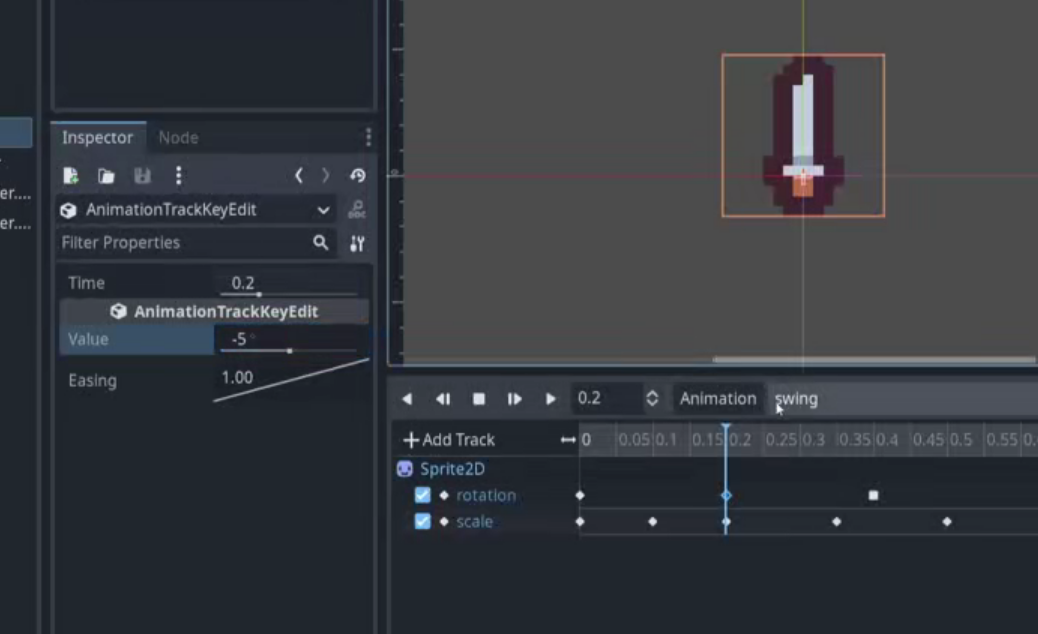 Inspector Node
er....
er....
AnimationTrackKeyEdit
Filter Properties
Time 0.2
AnimationTrackKeyEdit
Value -5 °
Easing 1.00
0
0.2 Animation swing
Add Track 0 0.05 0.1 0.15 0.2 0.25 0.3 0.35 0.4 0.45 0.5 0.55 0.
Sprite2D
rotation
scale